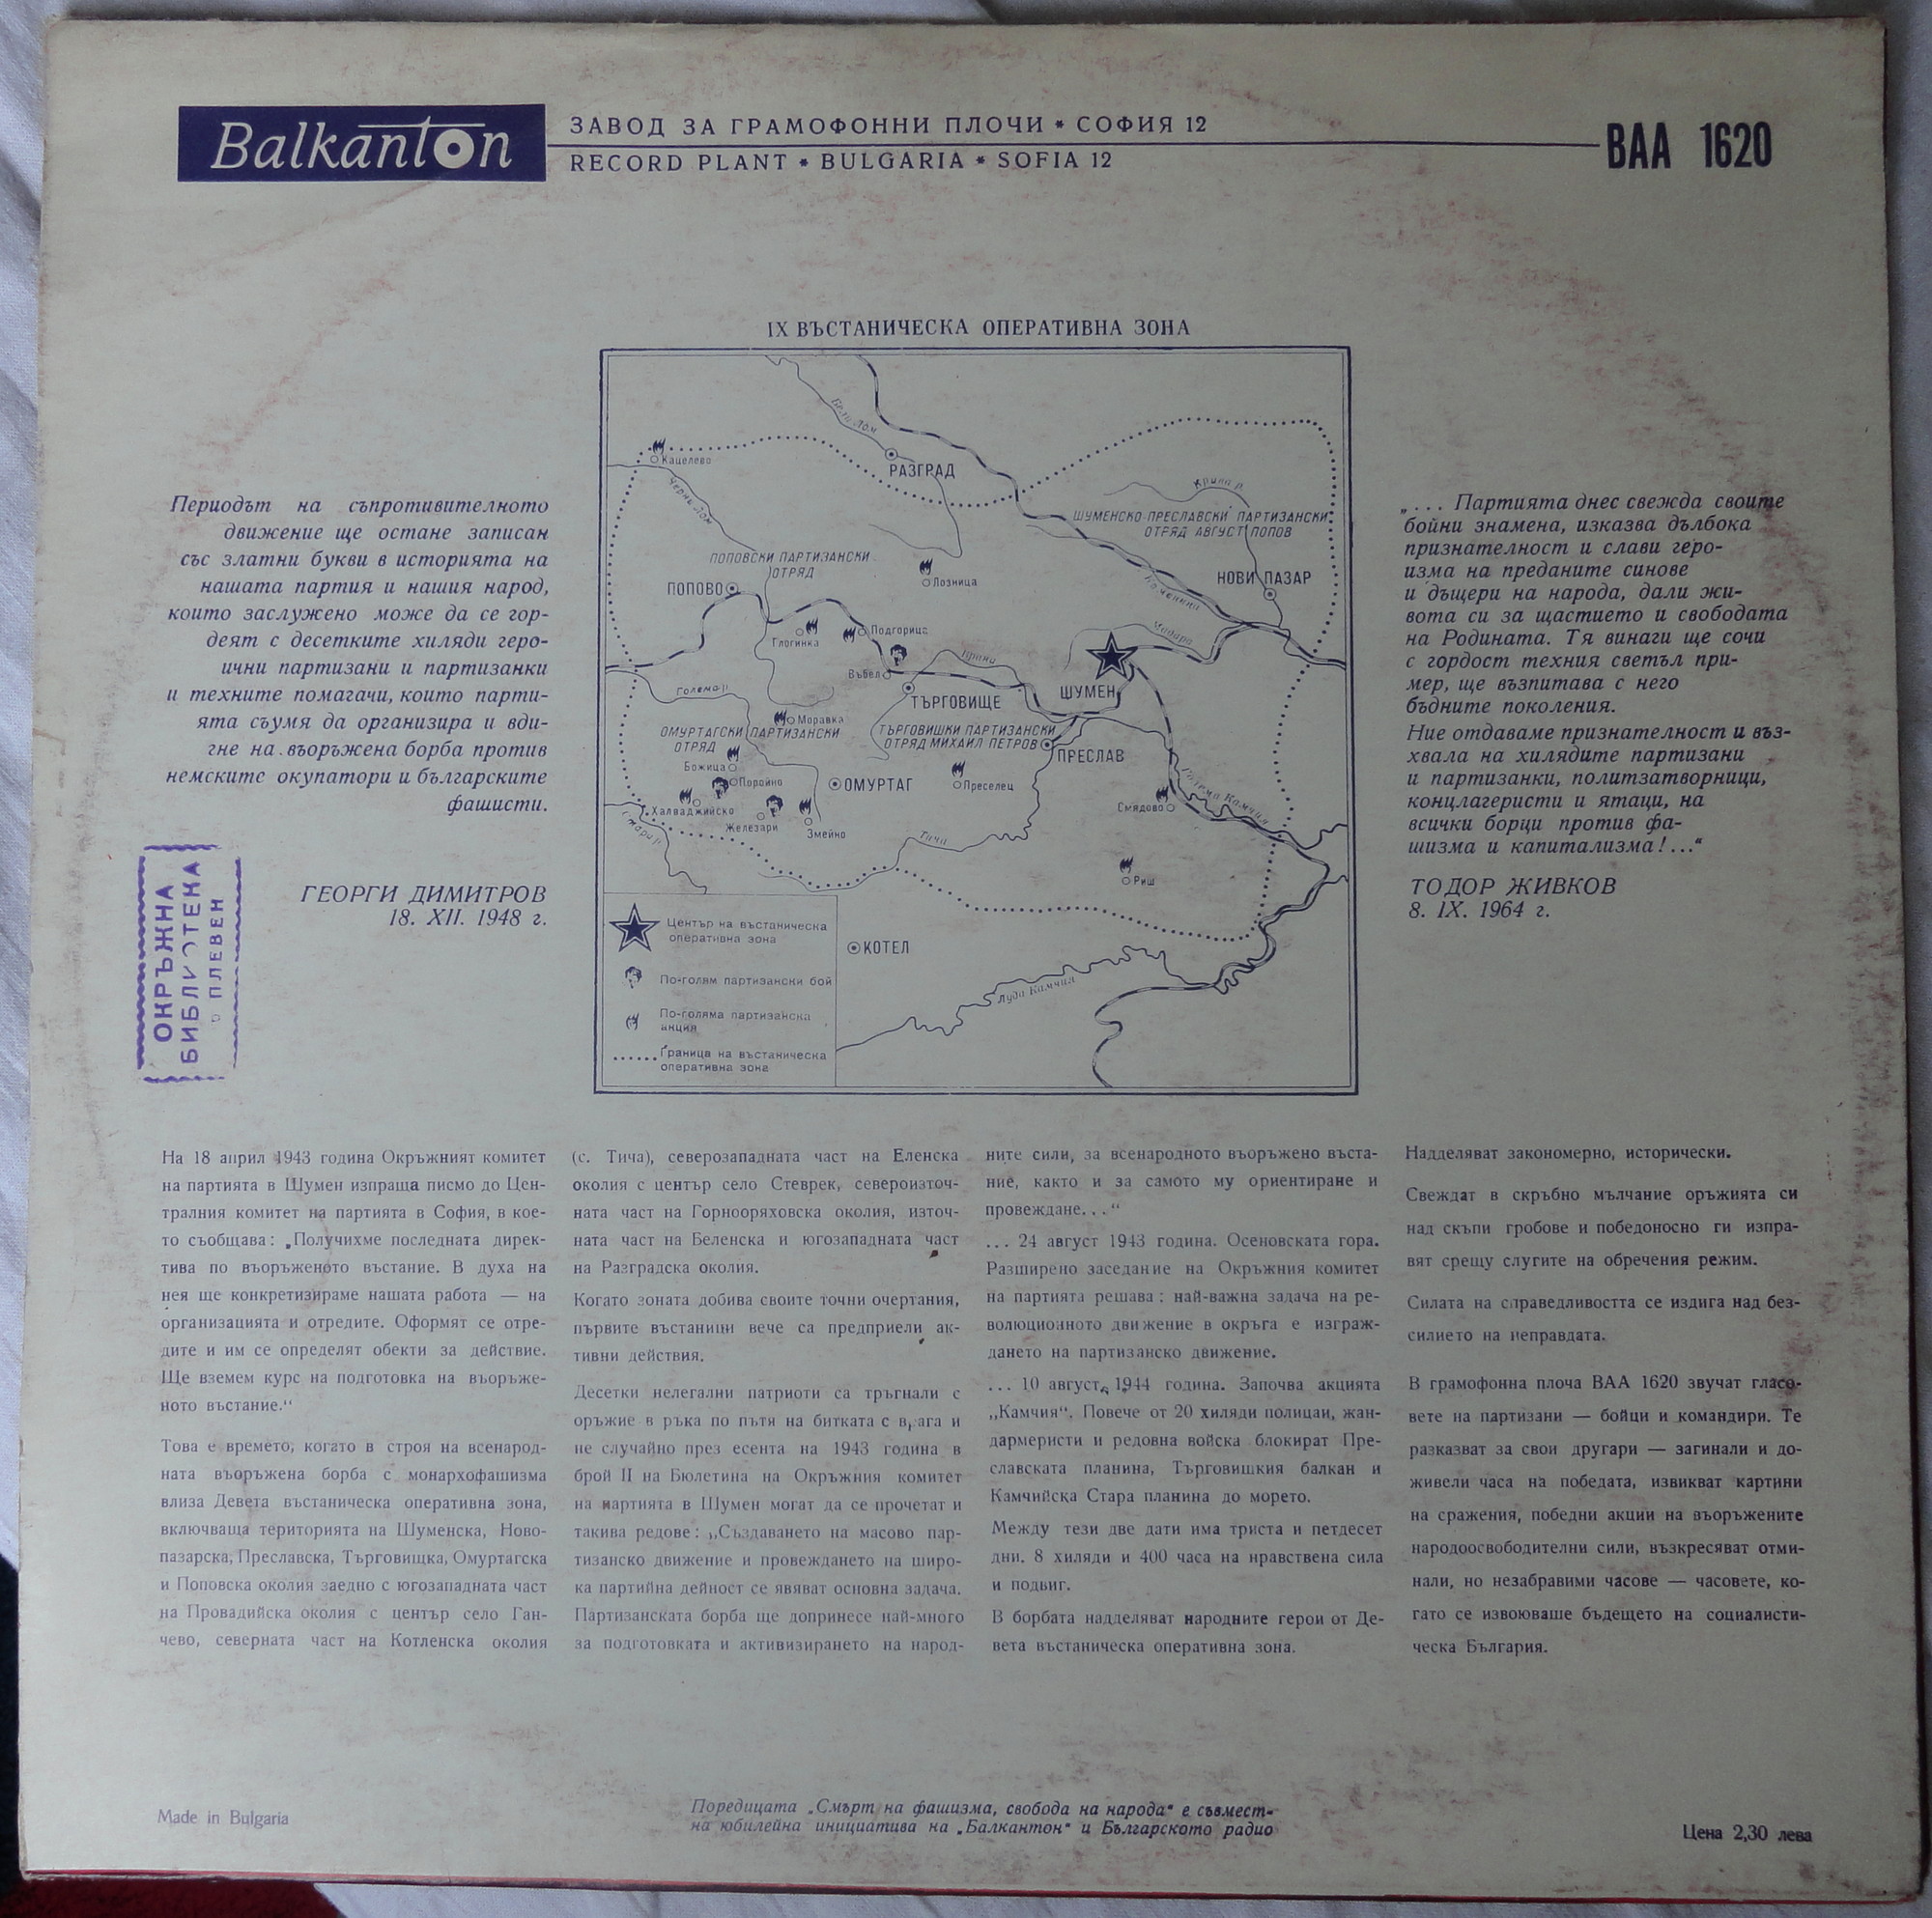 Balkanton
ЗАВОД ЗА ГРАМОФОННИ ПЛОЧИ * СОФИЯ 12
RECORD PLANT * BULGARIA * SOFIA 12
ВАА 1620
Периодът на съпротивителното
движение ще остане записан
със златни букви в историята на
нашата партия и нашия народ,
които заслужено може да се гор-
деят с десетките хиляди геро-
ични партизани и партизанки
и техните помагачи, които парти-
ята съумя да организира и вди-
гне на въоръжена борба против
немските окупатори и българските
фашисти.
ГЕОРГИ ДИМИТРОВ
18. XII. 1948 г.
ОКРЪЖНА
БИБЛИОТЕКА
ПЛЕВЕН
IX ВЪСТАНИЧЕСКА ОПЕРАТИВНА ЗОНА
Бели Лом
Кацелево
РАЗГРАД
Черни Лом
Крива р.
ШУМЕНСКО-ПРЕСЛАВСКИ ПАРТИЗАНСКИ
ОТРЯД АВГУСТ ПОПОВ
ПОПОВСКИ ПАРТИЗАНСКИ
ОТРЯД
Лозница
НОВИ ПАЗАР
ПОПОВО
Каменица
Глогинка
Подгорица
Мадара
Врана
Въбел
ШУМЕН
Голема р.
ТЪРГОВИЩЕ
Моравка
ОМУРТАГСКИ ПАРТИЗАНСКИ
ОТРЯД
ТЪРГОВИШКИ ПАРТИЗАНСКИ
ОТРЯД МИХАИЛ ПЕТРОВ
ПРЕСЛАВ
Божица
Поройно
ОМУРТАГ
Преселец
Голема Камчия
Халваджийско
Смядово
Железари
Змейно
Стара р.
Тича
Риш
Център на въстаническа
оперативна зона
КОТЕЛ
По-голям партизански бой
Луда Камчия
По-голяма партизанска
акция
Граница на въстаническа
оперативна зона
„... Партията днес свежда своите
бойни знамена, изказва дълбока
признателност и слави геро-
изма на преданите синове
и дъщери на народа, дали жи-
вота си за щастието и свободата
на Родината. Тя винаги ще сочи
с гордост техния светъл при-
мер, ще възпитава с него
бъдните поколения.
Ние отдаваме признателност и въз-
хвала на хилядите партизани
и партизанки, политзатворници,
концлагеристи и ятаци, на
всички борци против фа-
шизма и капитализма!...“
ТОДОР ЖИВКОВ
8. IX. 1964 г.
На 18 април 1943 година Окръжният комитет
на партията в Шумен изпраща писмо до Цен-
тралния комитет на партията в София, в кое-
то съобщава: „Получихме последната дирек-
тива по въоръженото въстание. В духа на
нея ще конкретизираме нашата работа — на
организацията и отредите. Оформят се отре-
дите и им се определят обекти за действие.
Ще вземем курс на подготовка на въоръже-
ното въстание.“
Това е времето, когато в строя на всенарод-
ната въоръжена борба с монархофашизма
влиза Девета въстаническа оперативна зона,
включваща територията на Шуменска, Ново-
пазарска, Преславска, Търговищка, Омуртагска
и Поповска околия заедно с югозападната част
на Провадийска околия с център село Ган-
чево, северната част на Котленска околия
(с. Тича), северозападната част на Еленска
околия с център село Стеврек, североизточ-
ната част на Горнооряховска околия, източ-
ната част на Беленска и югозападната част
на Разградска околия.
Когато зоната добива своите точни очертания,
първите въстаници вече са предприели ак-
тивни действия.
Десетки нелегални патриоти са тръгнали с
оръжие в ръка по пътя на битката с врага и
не случайно през есента на 1943 година в
брой II на Бюлетина на Окръжния комитет
на партията в Шумен могат да се прочетат и
такива редове: „Създаването на масово пар-
тизанско движение и провеждането на широ-
ка партийна дейност се явяват основна задача.
Партизанската борба ще допринесе най-много
за подготовката и активизирането на народ-
ните сили, за всенародното въоръжено въста-
ние, както и за самото му ориентиране и
провеждане...“
... 24 август 1943 година. Осеновската гора.
Разширено заседание на Окръжния комитет
на партията решава: най-важна задача на ре-
волюционното движение в окръга е изграж-
дането на партизанско движение.
... 10 август 1944 година. Започва акцията
„Камчия“. Повече от 20 хиляди полицаи, жан-
дармеристи и редовна войска блокират Пре-
славската планина, Търговишкия балкан и
Камчийска Стара планина до морето.
Между тези две дати има триста и петдесет
дни. 8 хиляди и 400 часа на нравствена сила
и подвиг.
В борбата надделяват народните герои от Де-
вета въстаническа оперативна зона.
Надделяват закономерно, исторически.
Свеждат в скръбно мълчание оръжията си
над скъпи гробове и победоносно ги изпра-
вят срещу слугите на обречения режим.
Силата на справедливостта се издига над без-
силието на неправдата.
В грамофонна плоча ВАА 1620 звучат гласо-
вете на партизани — бойци и командири. Те
разказват за свои другари — загинали и до-
живели часа на победата, извикват картини
на сражения, победни акции на въоръжените
народоосвободителни сили, възкресяват отми-
нали, но незабравими часове — часовете, ко-
гато се извоюваше бъдещето на социалисти-
ческа България.
Made in Bulgaria
Поредицата „Смърт на фашизма, свобода на народа“ е съвмест-
на юбилейна инициатива на „Балкантон“ и Българското радио
Цена 2,30 лева